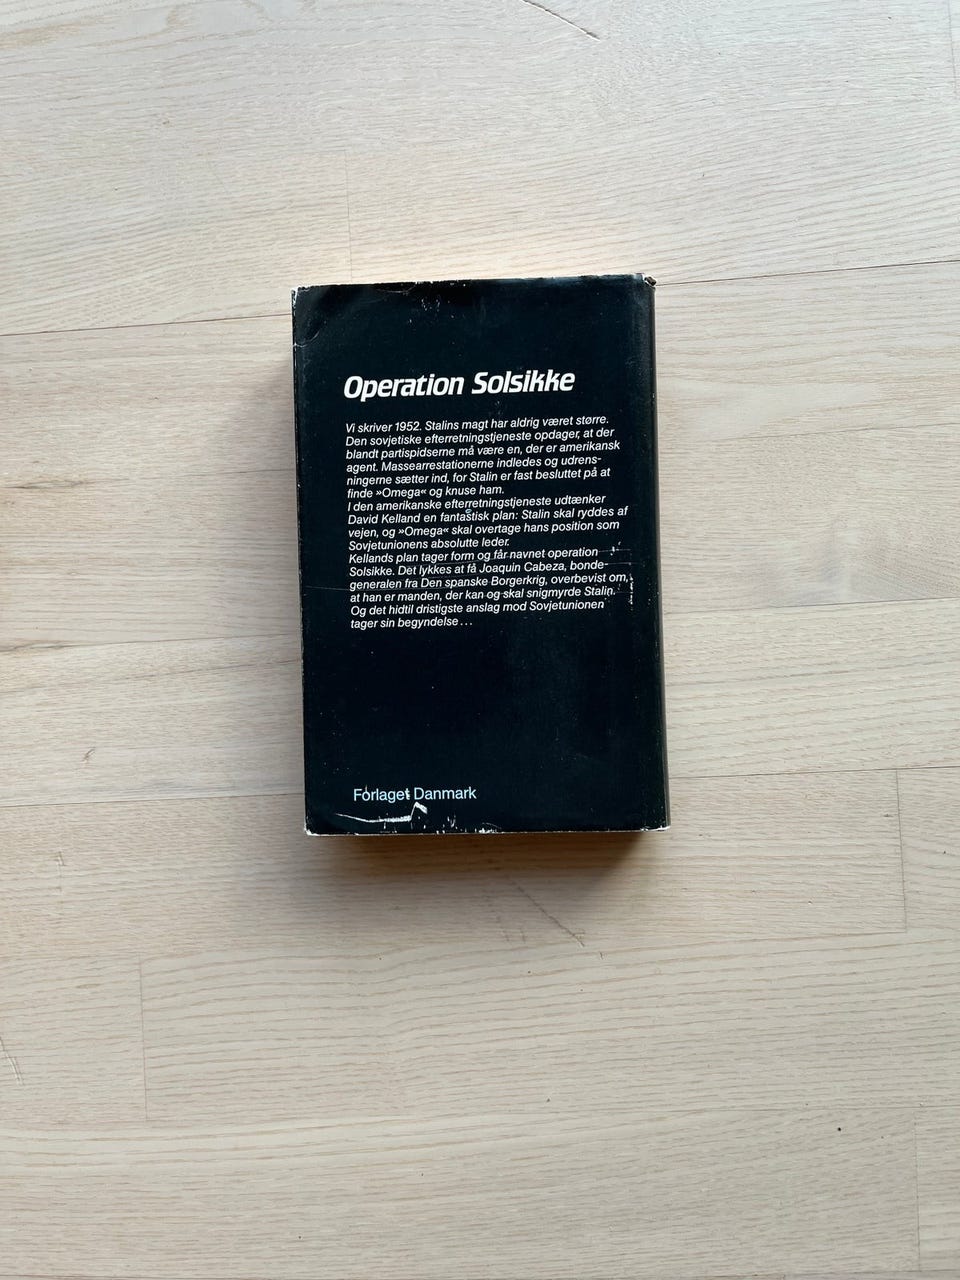 Operation Solsikke
Vi skriver 1952. Stalins magt har aldrig været større.
Den sovjetiske efterretningstjeneste opdager, at der
blandt partispidserne må være en, der er amerikansk
agent. Massearrestationerne indledes og udrens-
ningerne sætter ind, for Stalin er fast besluttet på at
finde »Omega« og knuse ham.
I den amerikanske efterretningstjeneste udtænker
David Kelland en fantastisk plan: Stalin skal ryddes af
vejen, og »Omega« skal overtage hans position som
Sovjetunionens absolutte leder.
Kellands plan tager form og får navnet operation
Solsikke. Det lykkes at få Joaquin Cabeza, bonde-
generalen fra Den spanske Borgerkrig, overbevist om,
at han er manden, der kan og skal snigmyrde Stalin.
Og det hidtil dristigste anslag mod Sovjetunionen
tager sin begyndelse...
Forlaget Danmark